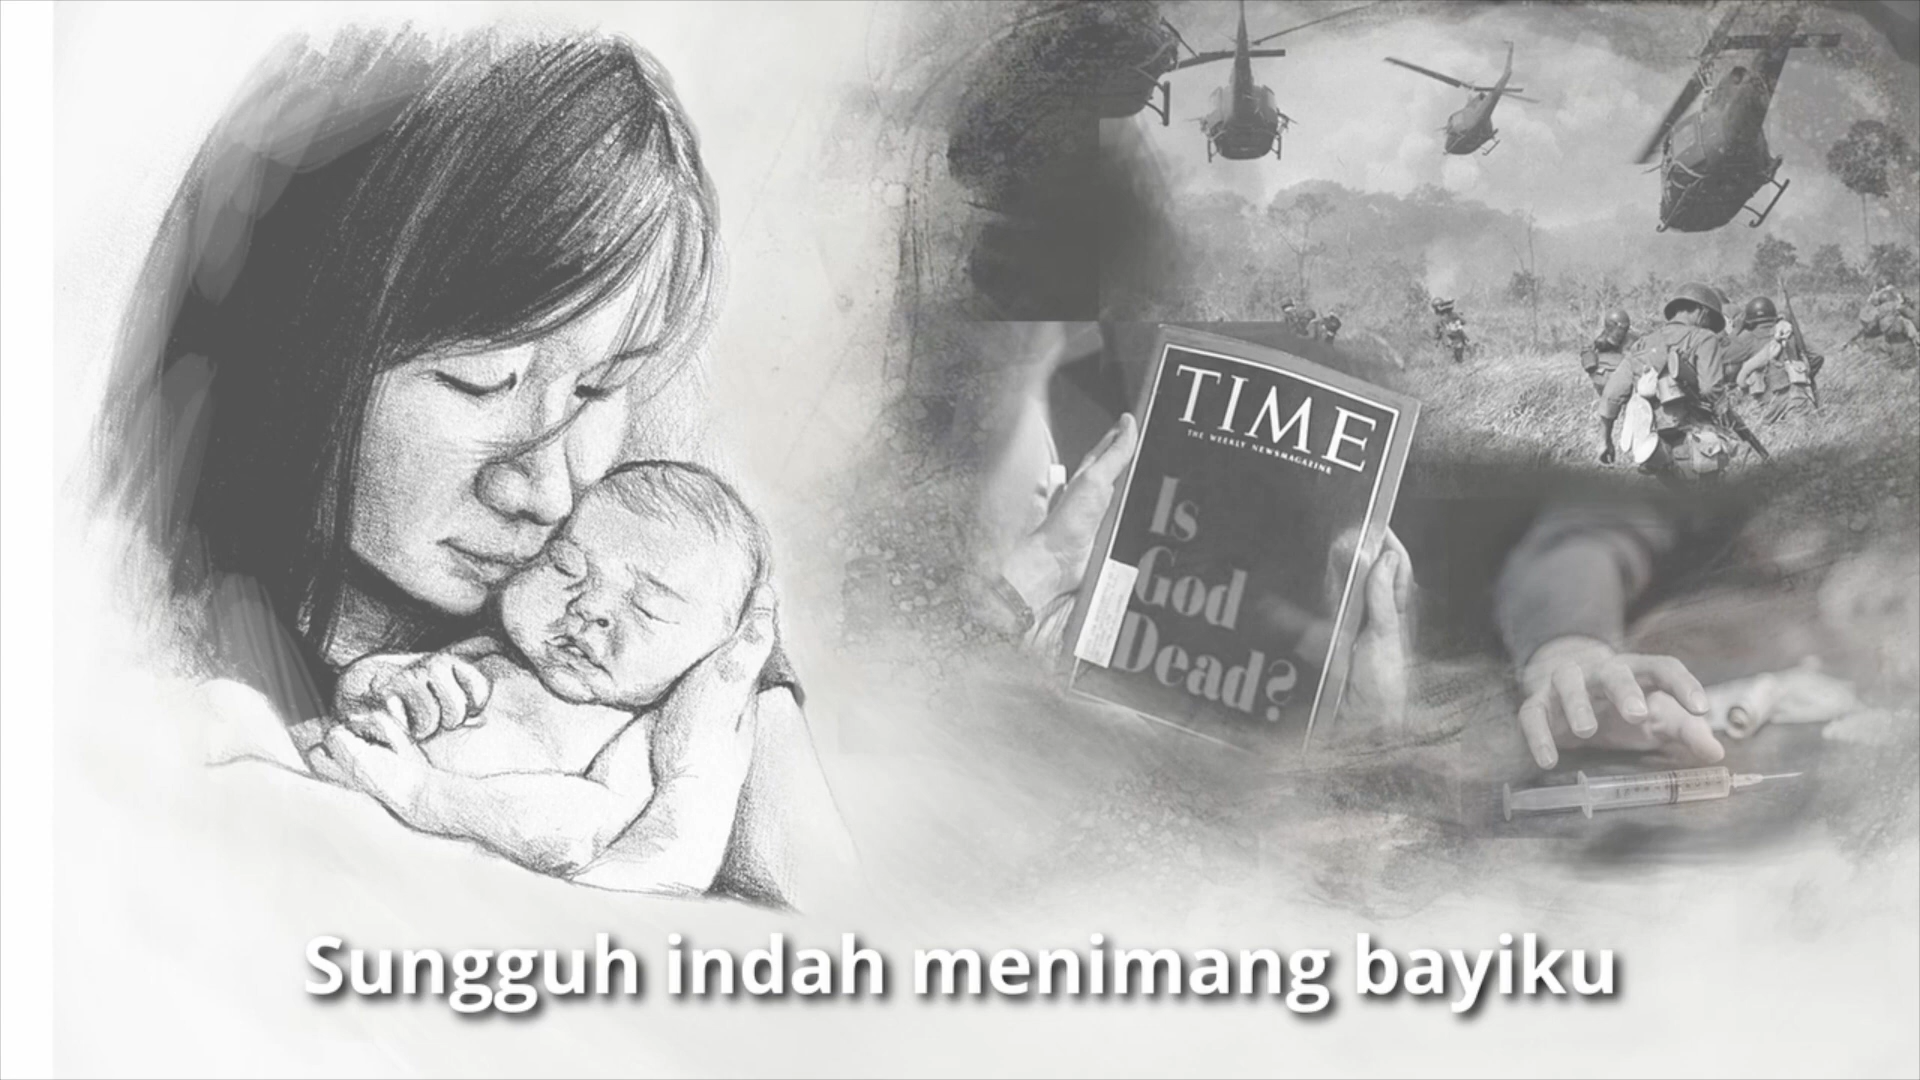 TIME
THE WEEKLY NEWSMAGAZINE
Is
God
Dead?
Sungguh indah menimang bayiku